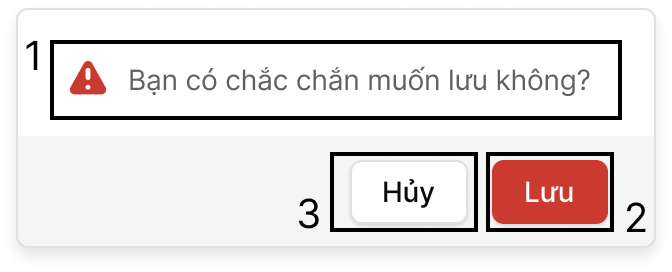 1
Bạn có chắc chắn muốn lưu không?
3
Hủy
Lưu
2